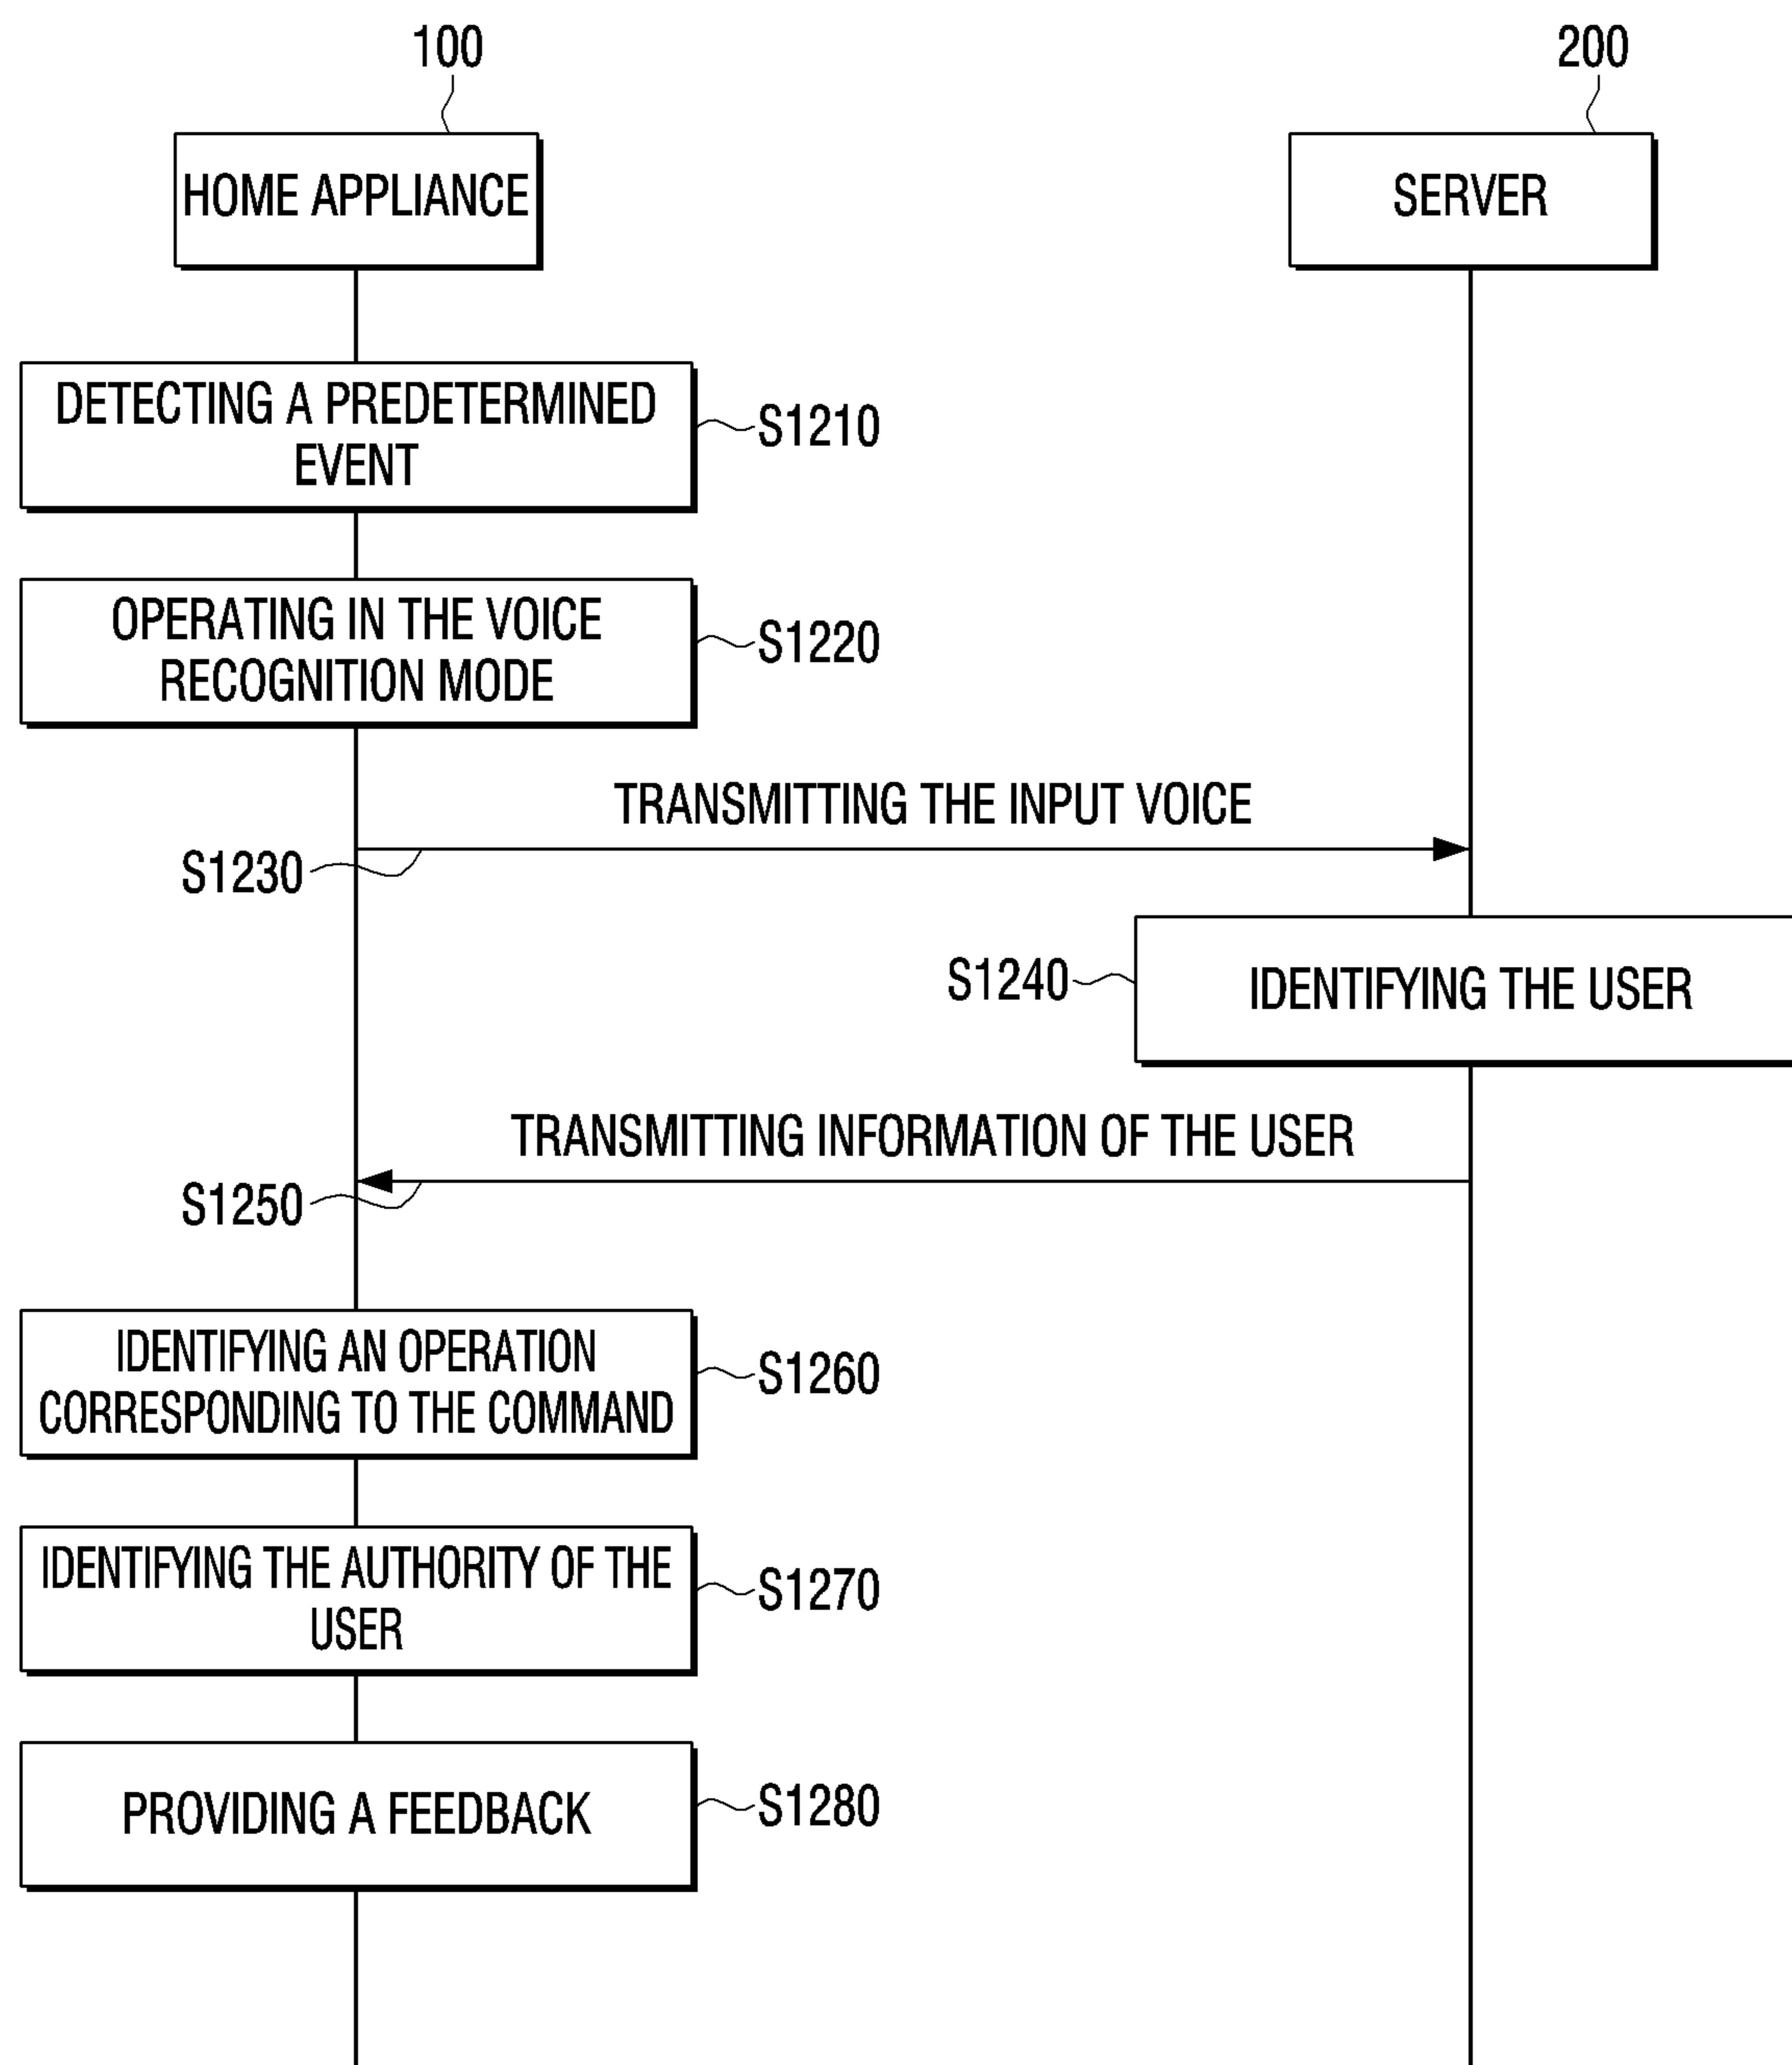 100
200
HOME APPLIANCE
SERVER
DETECTING A PREDETERMINED
EVENT
S1210
OPERATING IN THE VOICE
RECOGNITION MODE
S1220
TRANSMITTING THE INPUT VOICE
S1230
S1240
IDENTIFYING THE USER
TRANSMITTING INFORMATION OF THE USER
S1250
IDENTIFYING AN OPERATION
CORRESPONDING TO THE COMMAND
S1260
IDENTIFYING THE AUTHORITY OF THE
USER
S1270
PROVIDING A FEEDBACK
S1280